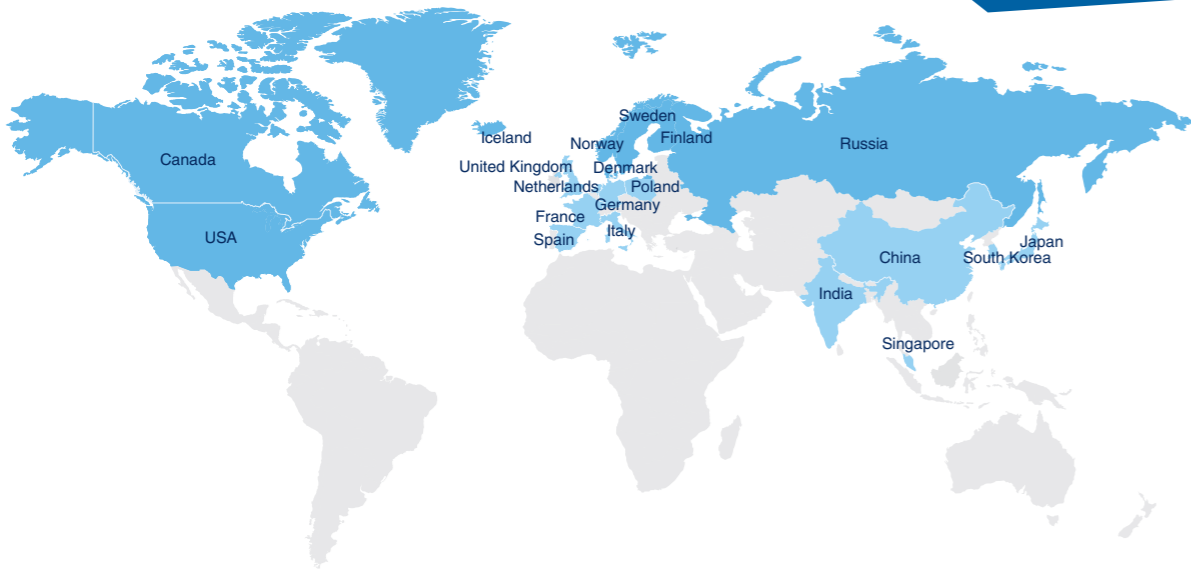 Sweden
Iceland
Norway
Finland
Russia
Canada
United Kingdom
Denmark
Netherlands
Poland
Germany
France
USA
Italy
Spain
Japan
China
South Korea
India
Singapore